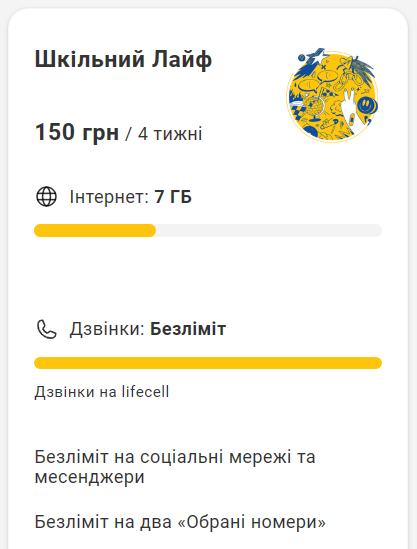 Шкільний Лайф
150 грн / 4 тижні
Інтернет: 7 ГБ
Дзвінки: Безліміт
Дзвінки на lifecell
Безліміт на соціальні мережі та
месенджери
Безліміт на два «Обрані номери»